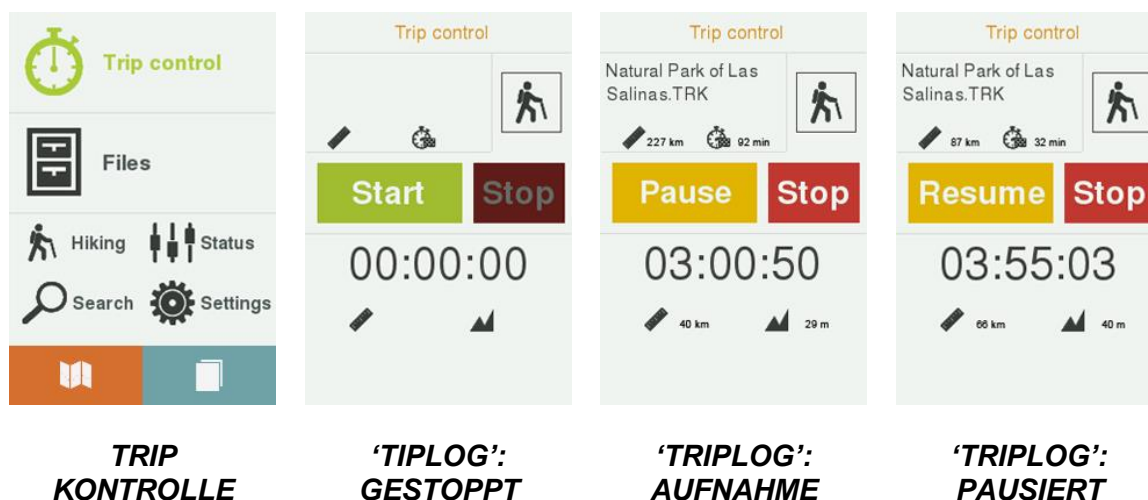 Trip control
Files
Hiking
Status
Search
Settings
Trip control
Start
Stop
00:00:00
Trip control
Natural Park of Las
Salinas.TRK
227 km
92 min
Pause
Stop
03:00:50
40 km
29 m
Trip control
Natural Park of Las
Salinas.TRK
87 km
32 min
Resume
Stop
03:55:03
66 km
40 m
TRIP
KONTROLLE
‘TIPLOG’:
GESTOPPT
‘TRIPLOG’:
AUFNAHME
‘TRIPLOG’:
PAUSIERT